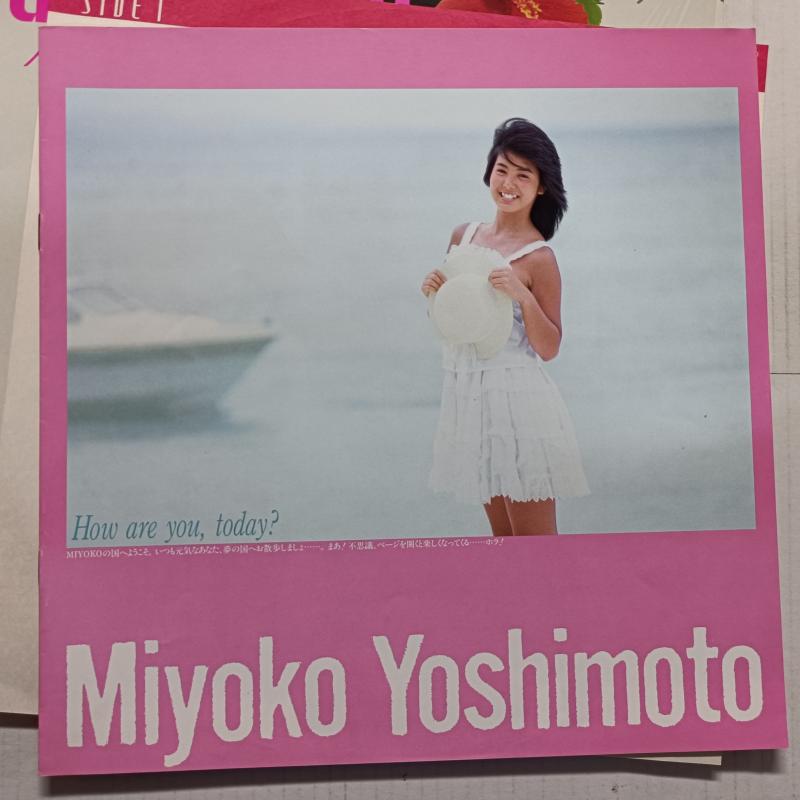 SIDE 1
How are you, today?
MIYOKOの国へようこそ。いつも元気なあなた、夢の国へお散歩しましょ……。まあ！不思議。ページを開くと楽しくなってくる……ホラ！
Miyoko Yoshimoto